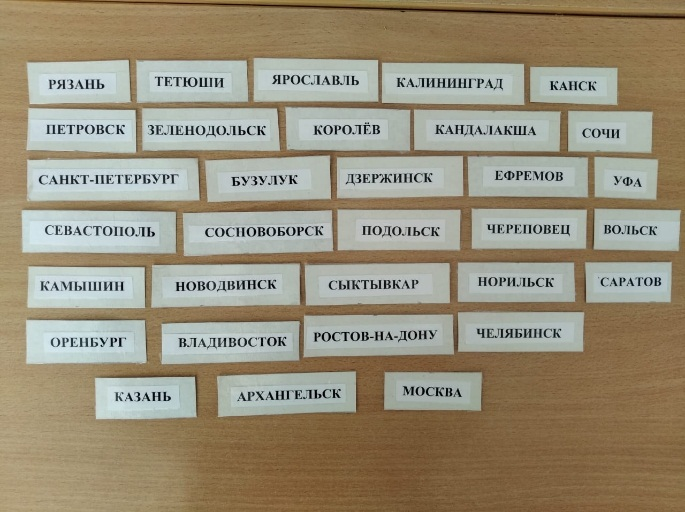 РЯЗАНЬ ТЕТЮШИ ЯРОСЛАВЛЬ КАЛИНИНГРАД КАНСК
ПЕТРОВСК ЗЕЛЕНОДОЛЬСК КОРОЛЁВ КАНДАЛАКША СОЧИ
САНКТ-ПЕТЕРБУРГ БУЗУЛУК ДЗЕРЖИНСК ЕФРЕМОВ УФА
СЕВАСТОПОЛЬ СОСНОВОБОРСК ПОДОЛЬСК ЧЕРЕПОВЕЦ ВОЛЬСК
КАМЫШИН НОВОДВИНСК СЫКТЫВКАР НОРИЛЬСК САРАТОВ
ОРЕНБУРГ ВЛАДИВОСТОК РОСТОВ-НА-ДОНУ ЧЕЛЯБИНСК
КАЗАНЬ АРХАНГЕЛЬСК МОСКВА